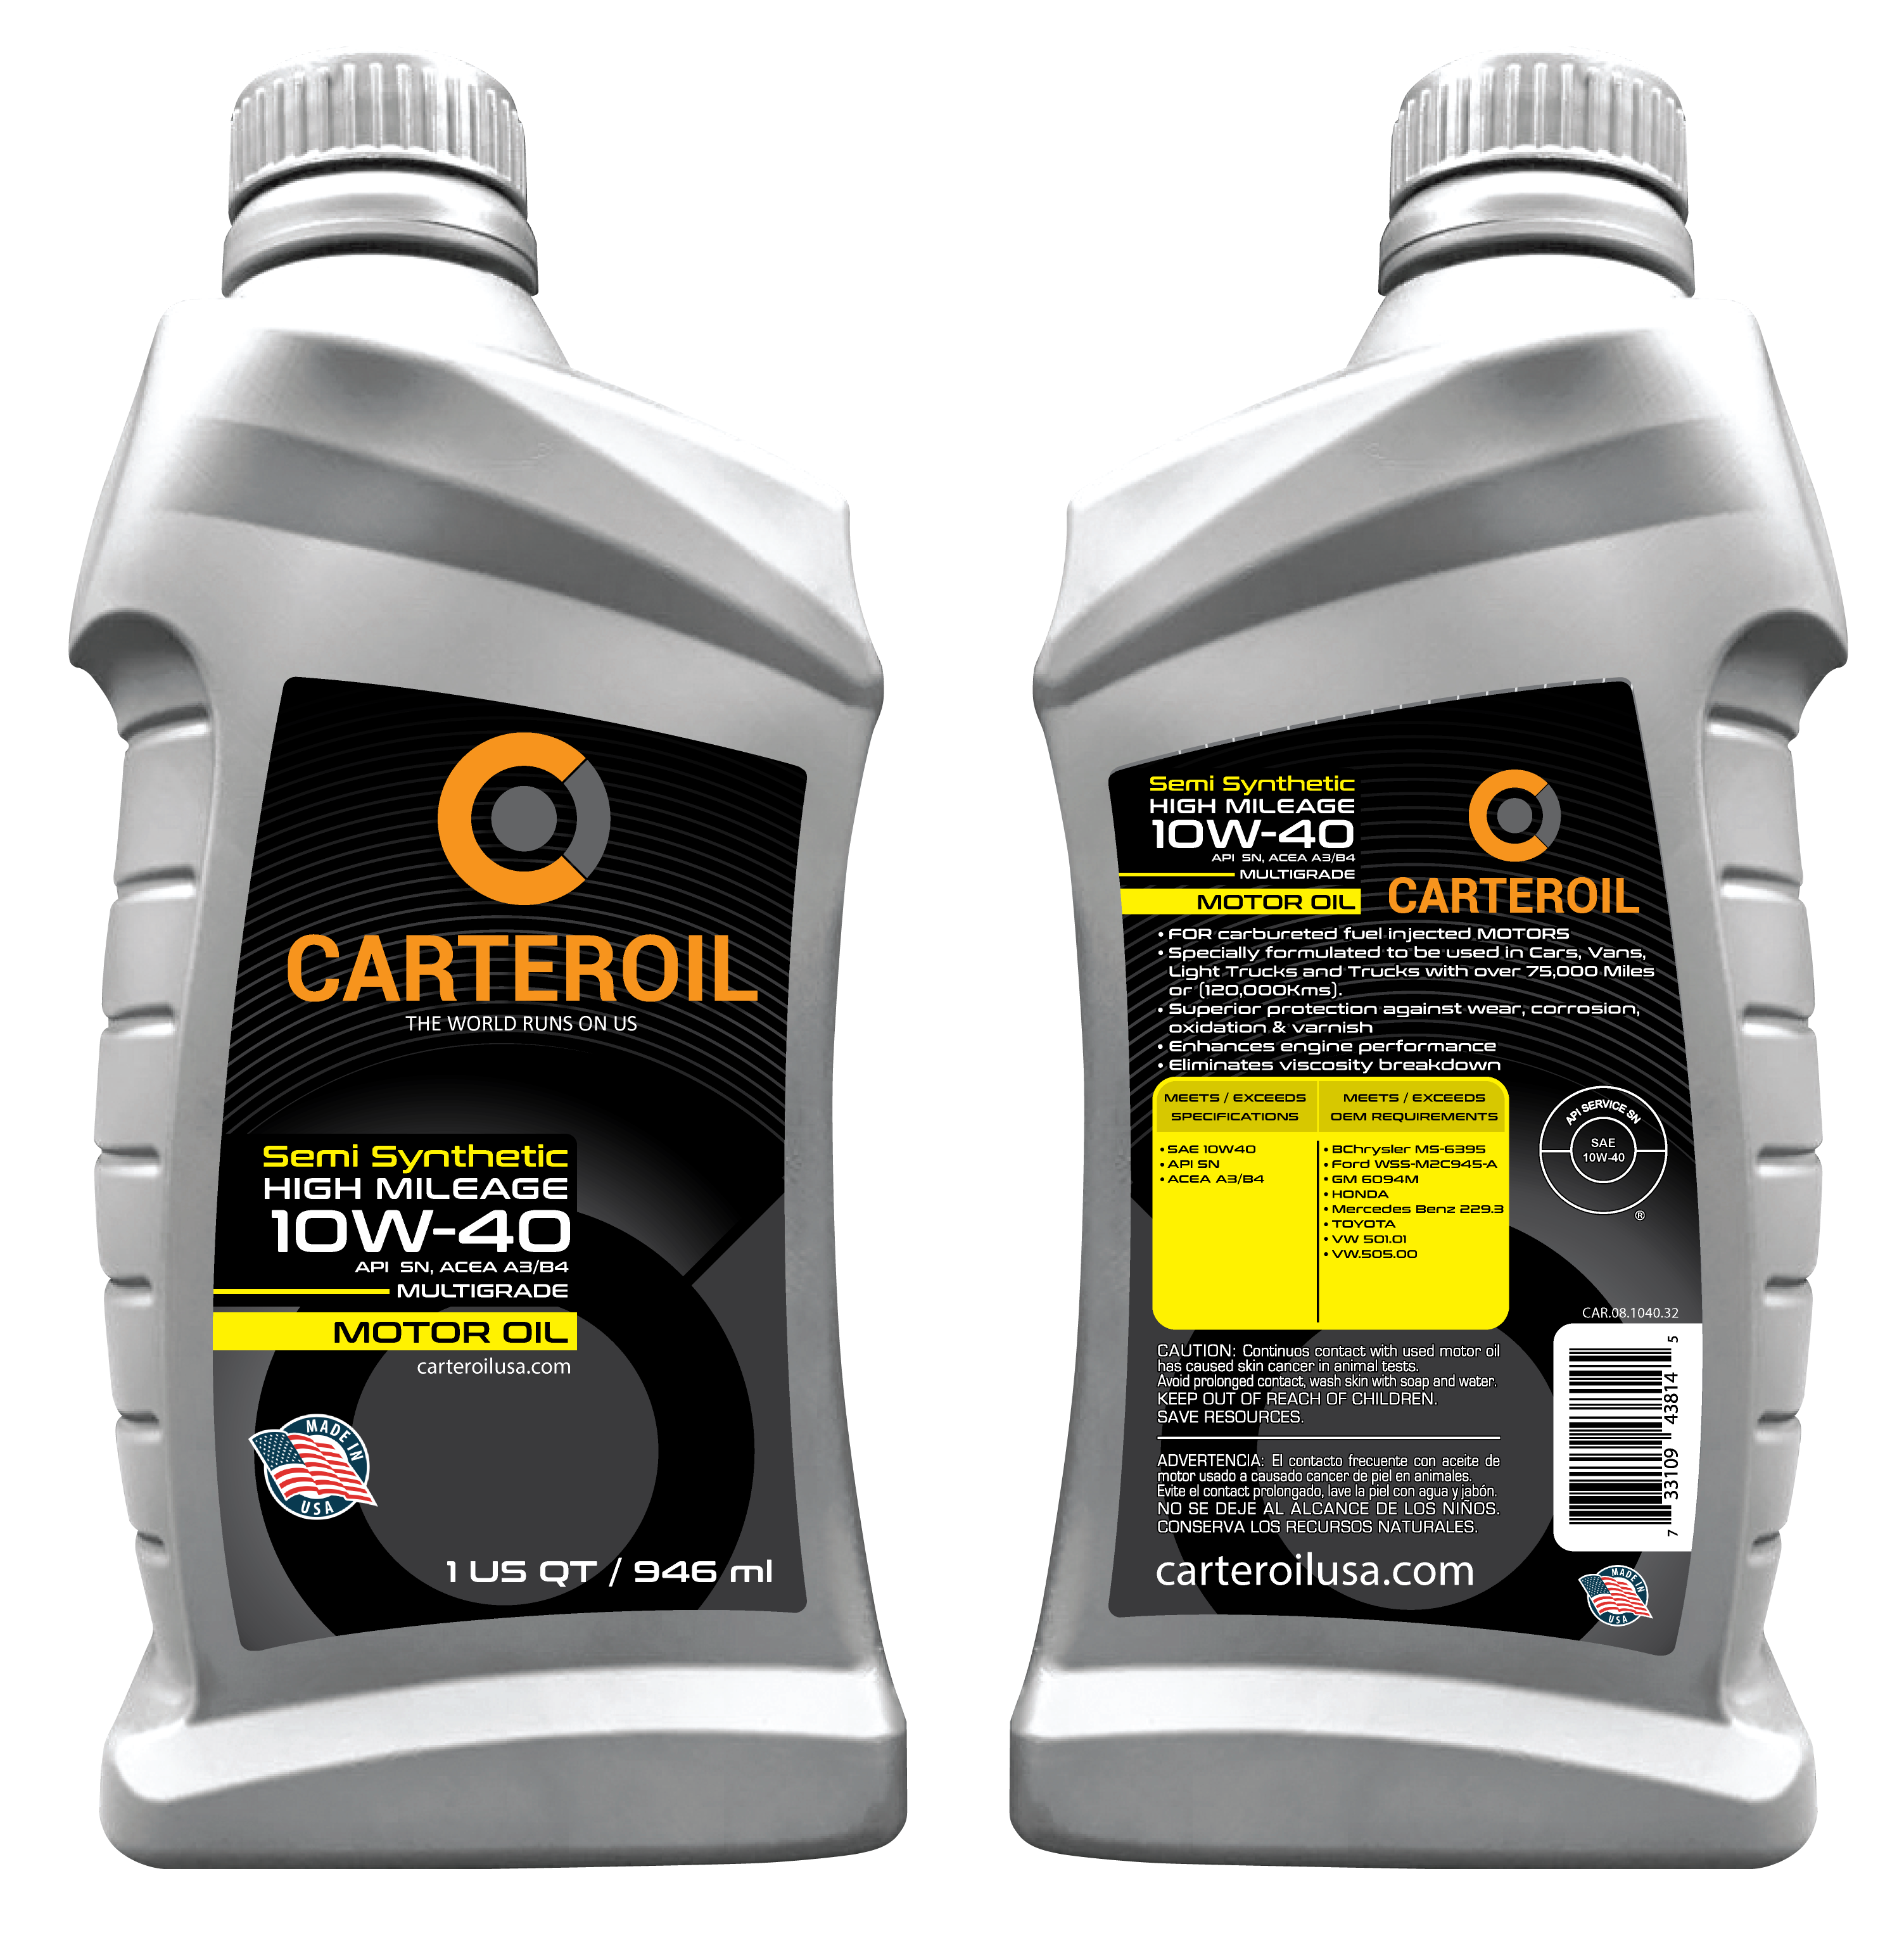 CARTEROIL
THE WORLD RUNS ON US
Semi Synthetic
HIGH MILEAGE
10W-40
API SN, ACEA A3/B4
MULTIGRADE
MOTOR OIL
carteroilusa.com
MADE IN
USA
1 US QT / 946 ml
Semi Synthetic
HIGH MILEAGE
10W-40
API SN, ACEA A3/B4
MULTIGRADE
MOTOR OIL
CARTEROIL
• FOR carbureted fuel injected MOTORS
• Specially formulated to be used in Cars, Vans,
Light Trucks and Trucks with over 75,000 Miles
or (120,000Kms).
• Superior protection against wear, corrosion,
oxidation & varnish
• Enhances engine performance
• Eliminates viscosity breakdown
MEETS / EXCEEDS
SPECIFICATIONS
• SAE 10W40
• API SN
• ACEA A3/B4
MEETS / EXCEEDS
OEM REQUIREMENTS
• BChrysler MS-6395
• Ford WSS-M2C945-A
• GM 6094M
• HONDA
• Mercedes Benz 229.3
• TOYOTA
• VW 501.01
• VW.505.00
API SERVICE SN
SAE
10W-40
®
CAUTION: Continuos contact with used motor oil
has caused skin cancer in animal tests.
Avoid prolonged contact, wash skin with soap and water.
KEEP OUT OF REACH OF CHILDREN.
SAVE RESOURCES.
ADVERTENCIA: El contacto frecuente con aceite de
motor usado a causado cancer de piel en animales.
Evite el contact prolongado, lave la piel con agua y jabón.
NO SE DEJE AL ALCANCE DE LOS NIÑOS.
CONSERVA LOS RECURSOS NATURALES.
carteroilusa.com
CAR.08.1040.32
7 33109 43814 5
MADE IN
USA